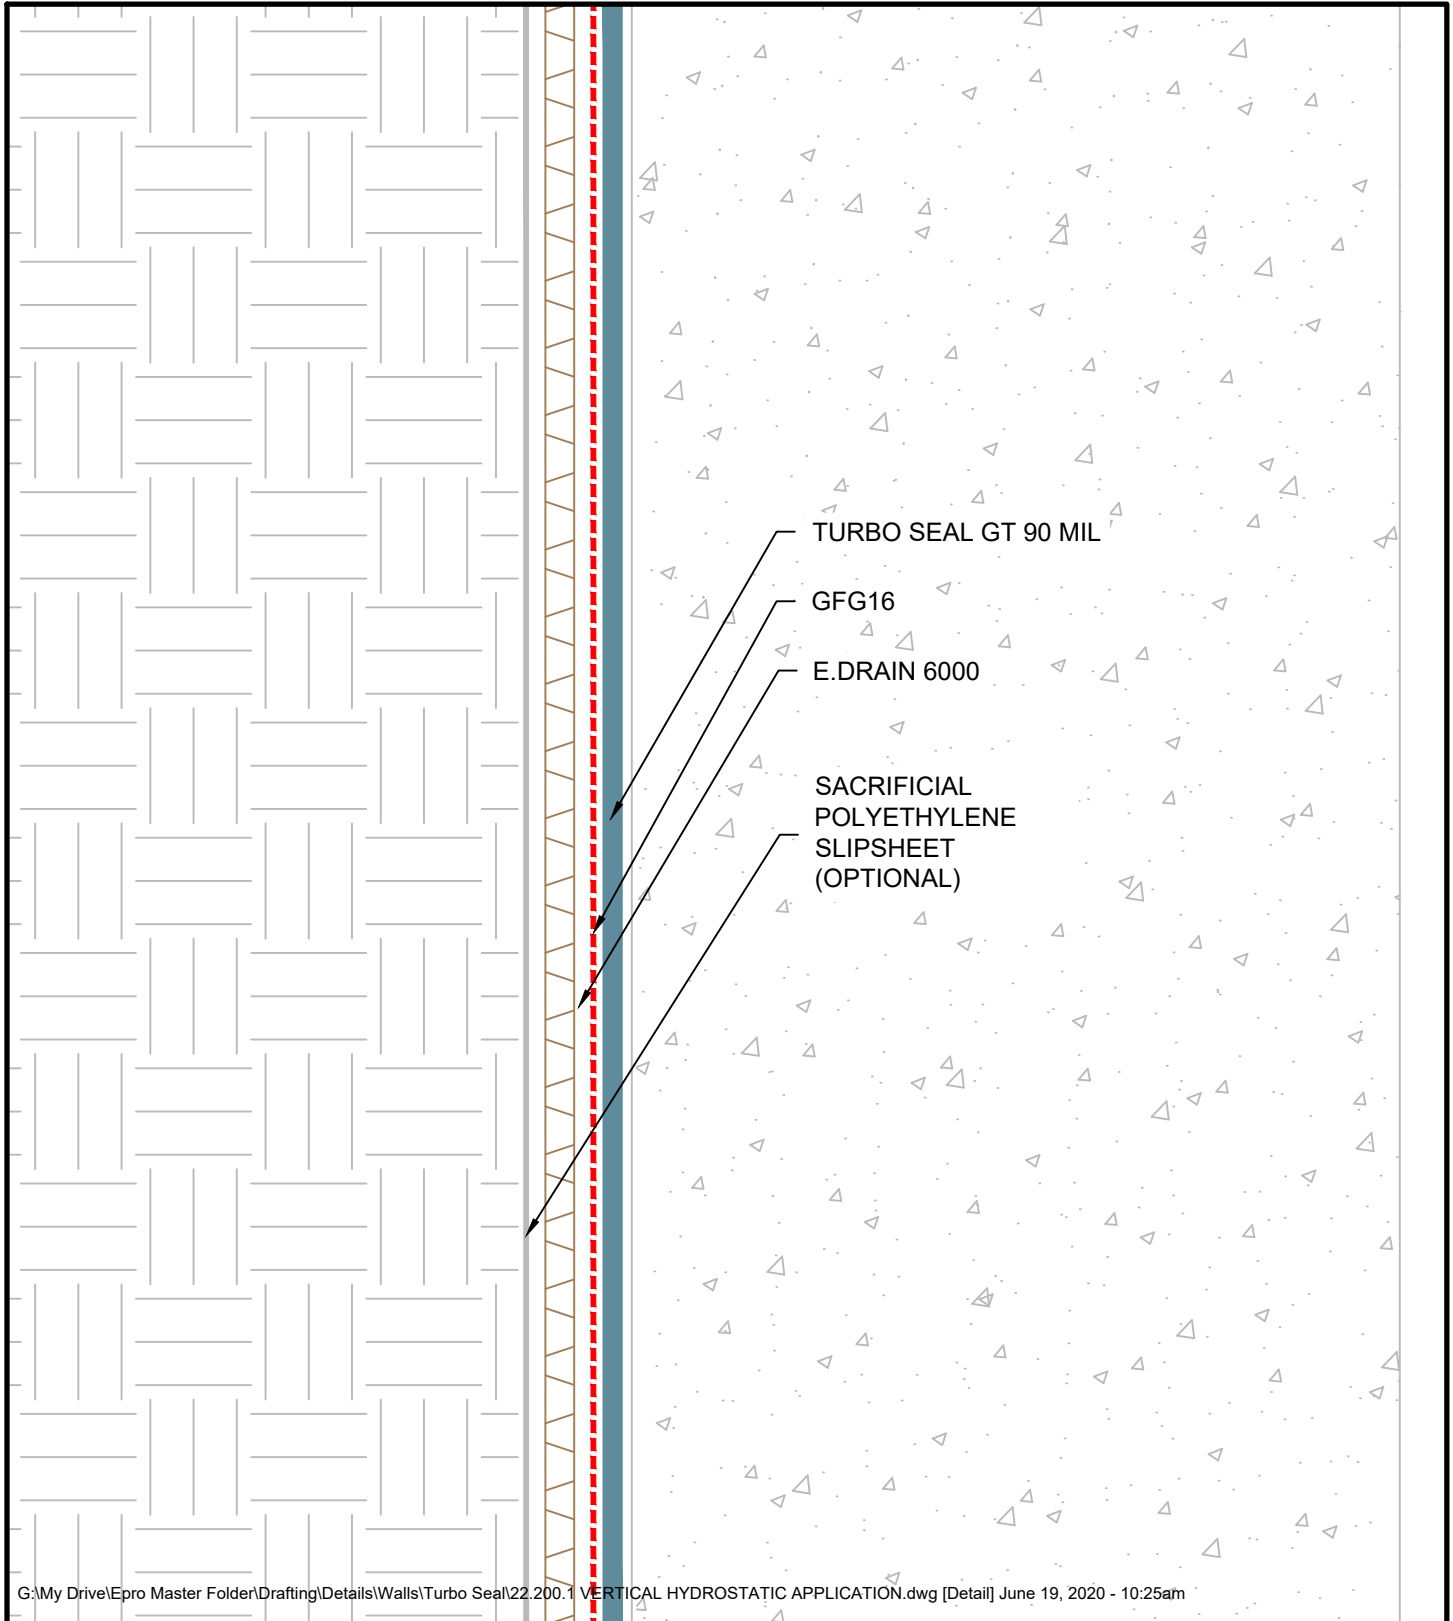 TURBO SEAL GT 90 MIL
GFG16
E.DRAIN 6000
SACRIFICIAL
POLYETHYLENE
SLIPSHEET
(OPTIONAL)
G:\My Drive\Epro Master Folder\Drafting\Details\Walls\Turbo Seal\22.200.1 VERTICAL HYDROSTATIC APPLICATION.dwg [Detail] June 19, 2020 - 10:25am